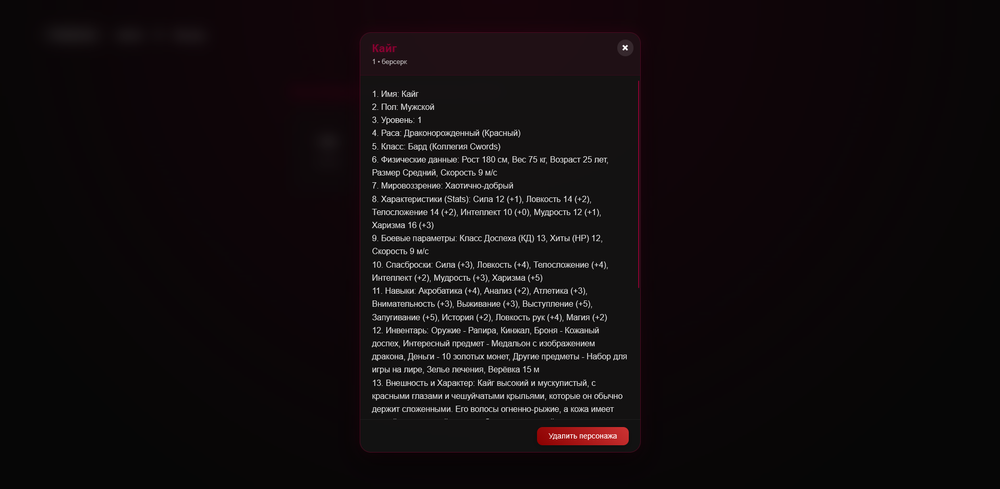 Кайг
1 • берсерк
1. Имя: Кайг
2. Пол: Мужской
3. Уровень: 1
4. Раса: Драконорожденный (Красный)
5. Класс: Бард (Коллегия Cwords)
6. Физические данные: Рост 180 см, Вес 75 кг, Возраст 25 лет,
Размер Средний, Скорость 9 м/с
7. Мировоззрение: Хаотично-добрый
8. Характеристики (Stats): Сила 12 (+1), Ловкость 14 (+2),
Телосложение 14 (+2), Интеллект 10 (+0), Мудрость 12 (+1),
Харизма 16 (+3)
9. Боевые параметры: Класс Доспеха (КД) 13, Хиты (HP) 12,
Скорость 9 м/с
10. Спасброски: Сила (+3), Ловкость (+4), Телосложение (+4),
Интеллект (+2), Мудрость (+3), Харизма (+5)
11. Навыки: Акробатика (+4), Анализ (+2), Атлетика (+3),
Внимательность (+3), Выживание (+3), Выступление (+5),
Запугивание (+5), История (+2), Ловкость рук (+4), Магия (+2)
12. Инвентарь: Оружие - Рапира, Кинжал, Броня - Кожаный
доспех, Интересный предмет - Медальон с изображением
дракона, Деньги - 10 золотых монет, Другие предметы - Набор для
игры на лире, Зелье лечения, Верёвка 15 м
13. Внешность и Характер: Кайг высокий и мускулистый, с
красными глазами и чешуйчатыми крыльями, которые он обычно
держит сложенными. Его волосы огненно-рыжие, а кожа имеет
Удалить персонажа